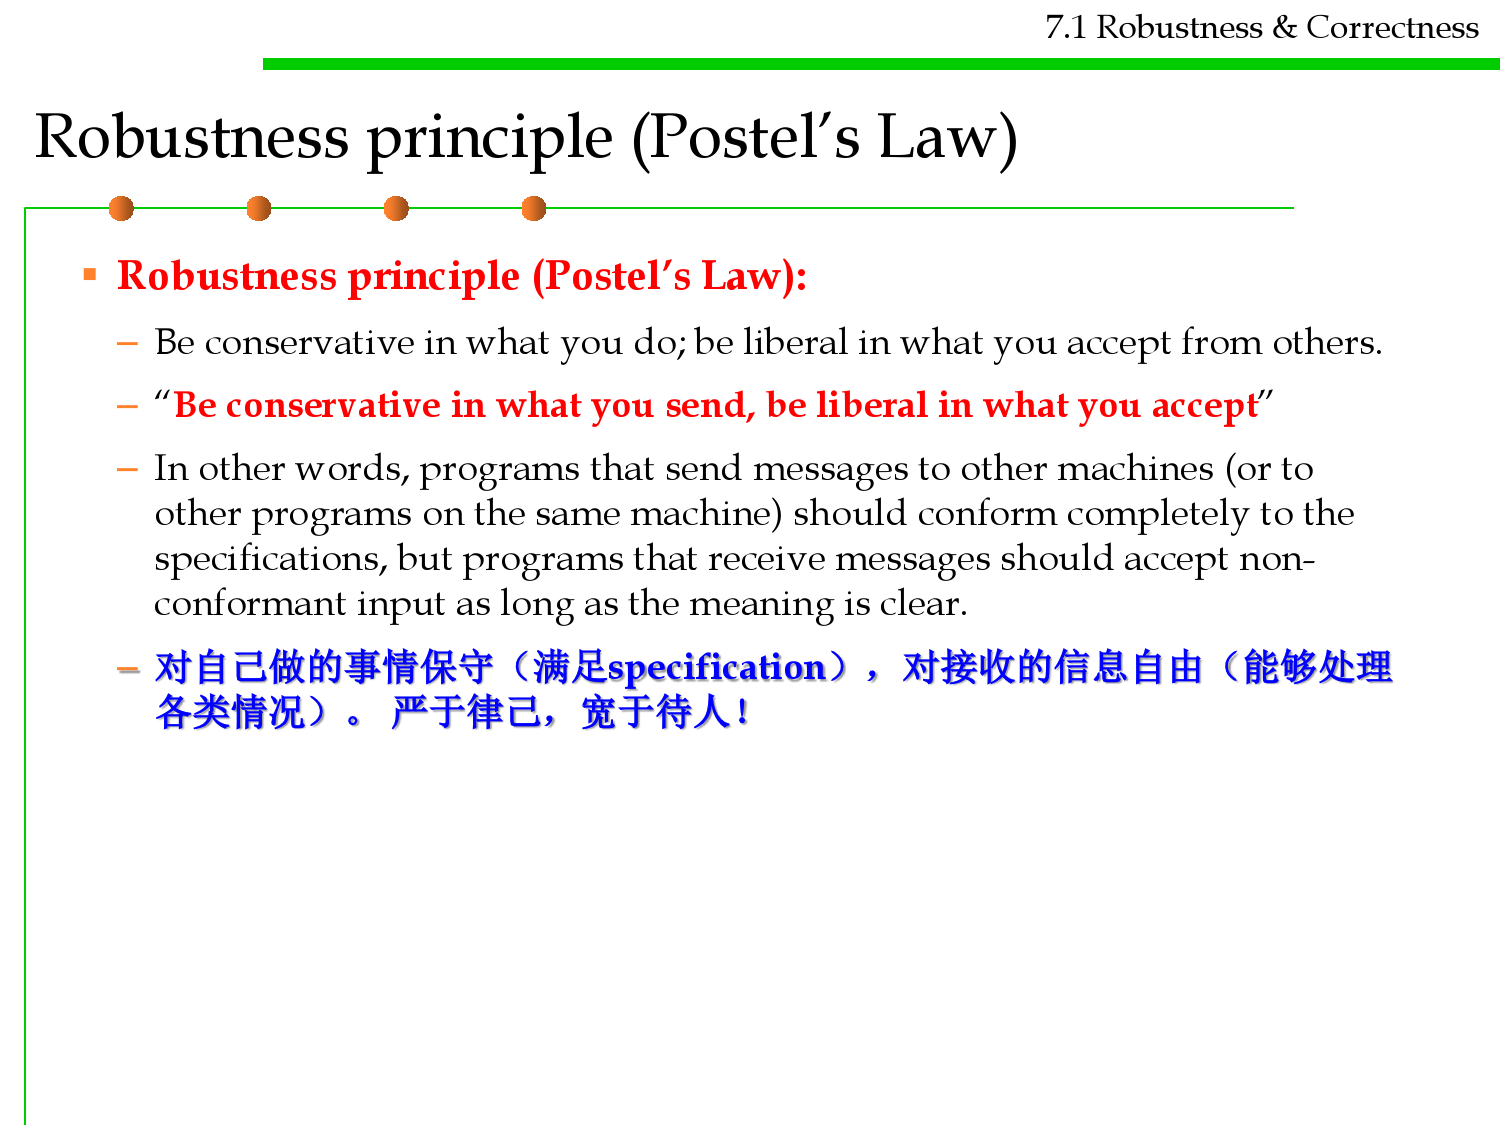 7.1 Robustness & Correctness
Robustness principle (Postel’s Law)
▪ Robustness principle (Postel’s Law):
– Be conservative in what you do; be liberal in what you accept from others.
– “Be conservative in what you send, be liberal in what you accept”
– In other words, programs that send messages to other machines (or to
other programs on the same machine) should conform completely to the
specifications, but programs that receive messages should accept non-
conformant input as long as the meaning is clear.
– 对自己做的事情保守（满足specification），对接收的信息自由（能够处理
各类情况）。 严于律己，宽于待人！